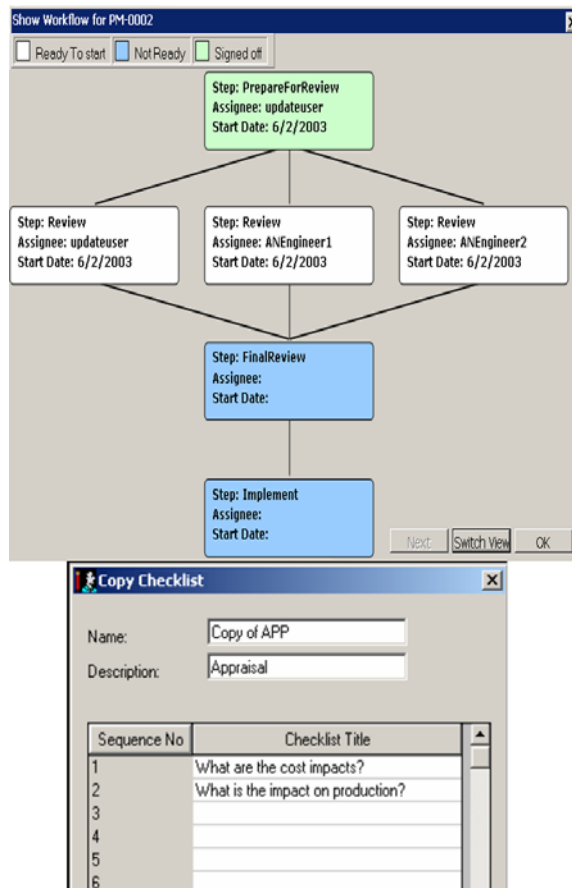 Show Workflow for PM-0002
Ready To start Not Ready Signed off
Step: PrepareForReview
Assignee: updateuser
Start Date: 6/2/2003
Step: Review
Assignee: updateuser
Start Date: 6/2/2003
Step: Review
Assignee: ANEngineer1
Start Date: 6/2/2003
Step: Review
Assignee: ANEngineer2
Start Date: 6/2/2003
Step: FinalReview
Assignee:
Start Date:
Step: Implement
Assignee:
Start Date:
Next Switch View OK
Copy Checklist
Name: Copy of APP
Description: Appraisal
Sequence No Checklist Title
1 What are the cost impacts?
2 What is the impact on production?
3
4
5
6